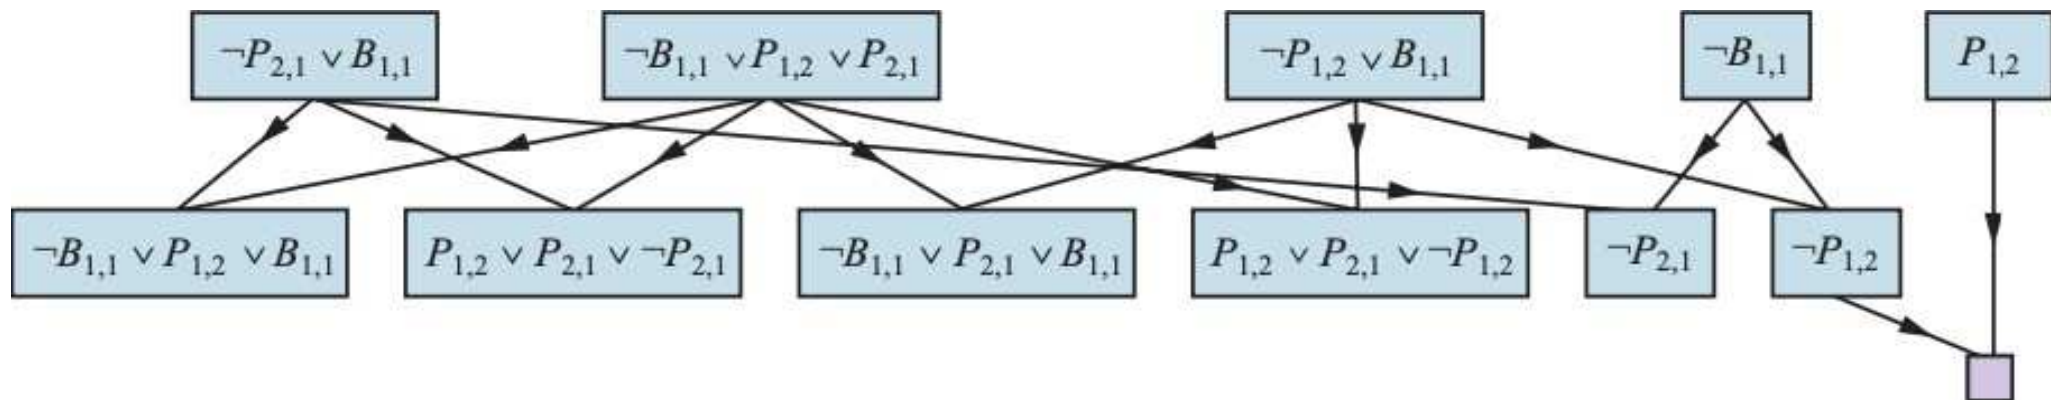 ¬P2,1 ∨ B1,1
¬B1,1 ∨ P1,2 ∨ P2,1
¬P1,2 ∨ B1,1
¬B1,1
P1,2
¬B1,1 ∨ P1,2 ∨ B1,1
P1,2 ∨ P2,1 ∨ ¬P2,1
¬B1,1 ∨ P2,1 ∨ B1,1
P1,2 ∨ P2,1 ∨ ¬P1,2
¬P2,1
¬P1,2